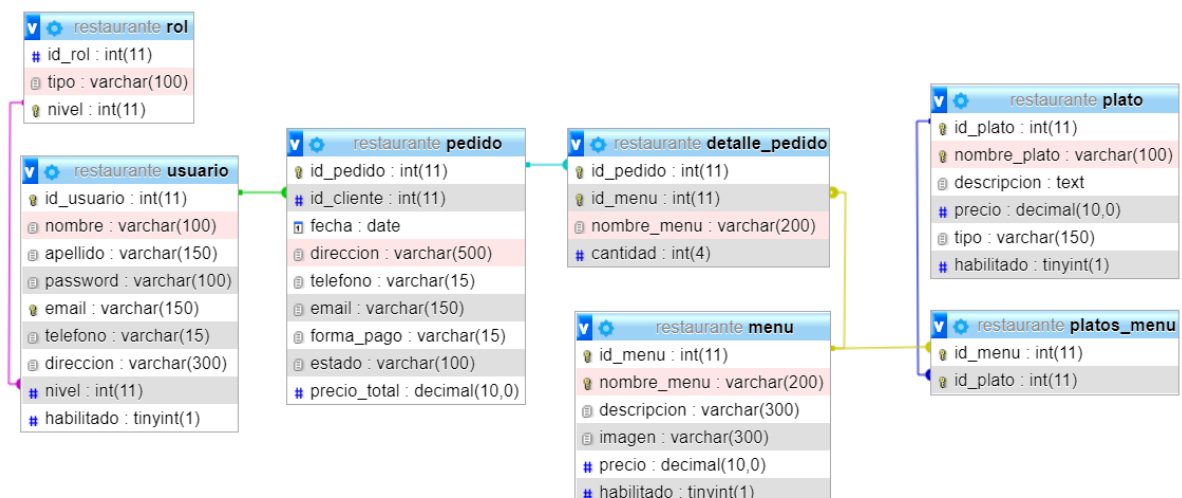 restaurante rol
id_rol : int(11)
tipo : varchar(100)
nivel : int(11)
restaurante usuario
id_usuario : int(11)
nombre : varchar(100)
apellido : varchar(150)
password : varchar(100)
email : varchar(150)
telefono : varchar(15)
direccion : varchar(300)
nivel : int(11)
habilitado : tinyint(1)
restaurante pedido
id_pedido : int(11)
id_cliente : int(11)
fecha : date
direccion : varchar(500)
telefono : varchar(15)
email : varchar(150)
forma_pago : varchar(15)
estado : varchar(100)
precio_total : decimal(10,0)
restaurante detalle_pedido
id_pedido : int(11)
id_menu : int(11)
nombre_menu : varchar(200)
cantidad : int(4)
restaurante menu
id_menu : int(11)
nombre_menu : varchar(200)
descripcion : varchar(300)
imagen : varchar(300)
precio : decimal(10,0)
habilitado : tinyint(1)
restaurante plato
id_plato : int(11)
nombre_plato : varchar(100)
descripcion : text
precio : decimal(10,0)
tipo : varchar(150)
habilitado : tinyint(1)
restaurante platos_menu
id_menu : int(11)
id_plato : int(11)